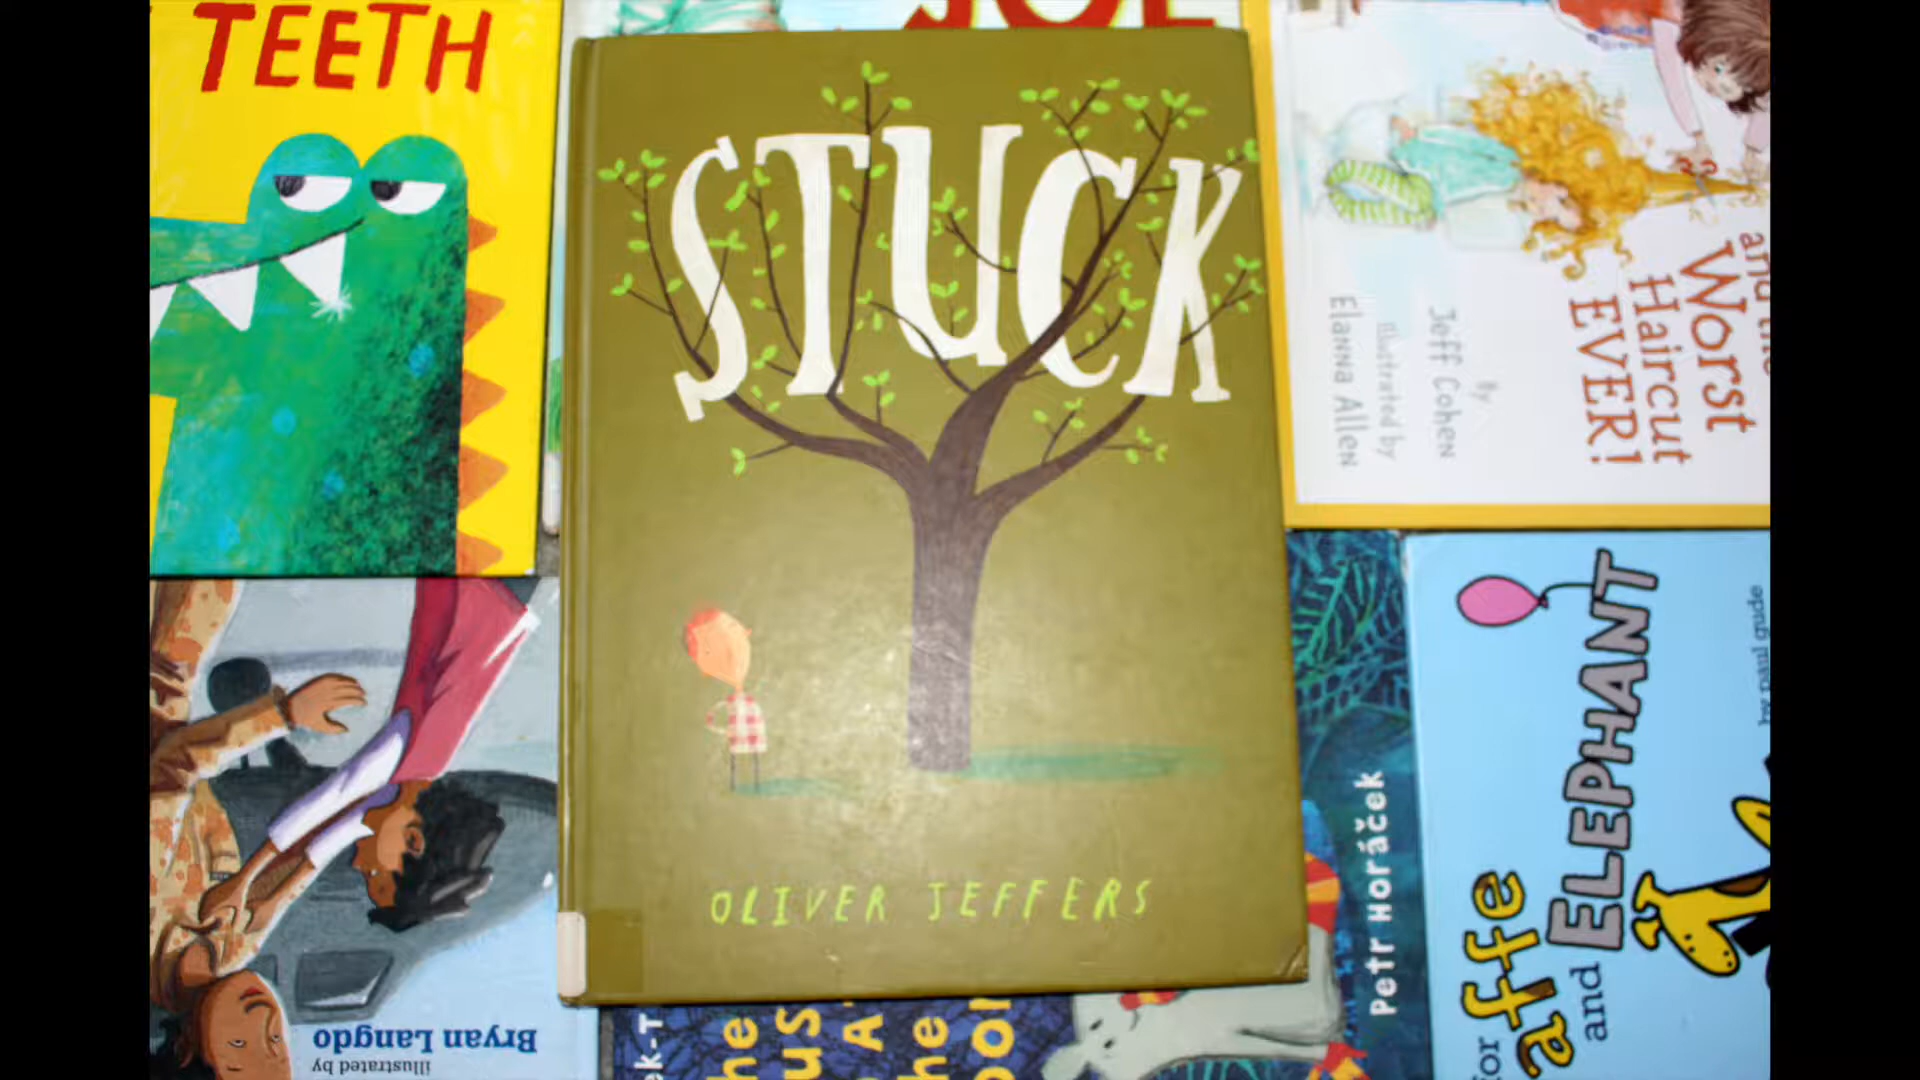 TEETH
STUCK
OLIVER JEFFERS
Worst
Haircut
EVER!
By
Jeff Cohen
illustrated by
Elanna Allen
illustrated by
Bryan Langdo
Petr Horáček
and
ELEPHANT
by paul gude